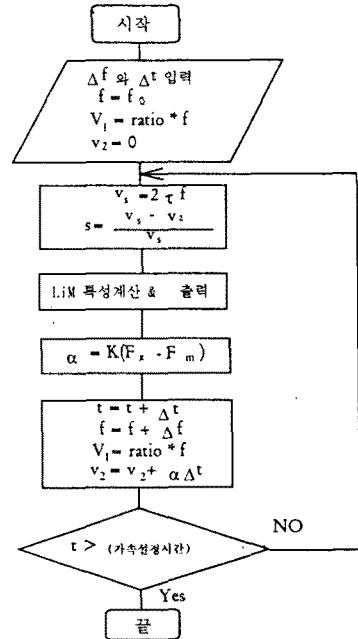 시작
Δf 와 Δt 입력
f = f₀
V₁ = ratio * f
v₂ = 0
vₛ = 2 τ f
s = (vₛ - v₂) / vₛ
LiM 특성계산 & 출력
α = K(Fₓ - Fₘ)
t = t + Δt
f = f + Δf
V₁ = ratio * f
v₂ = v₂ + αΔt
t > (가속설정시간)
NO
Yes
끝